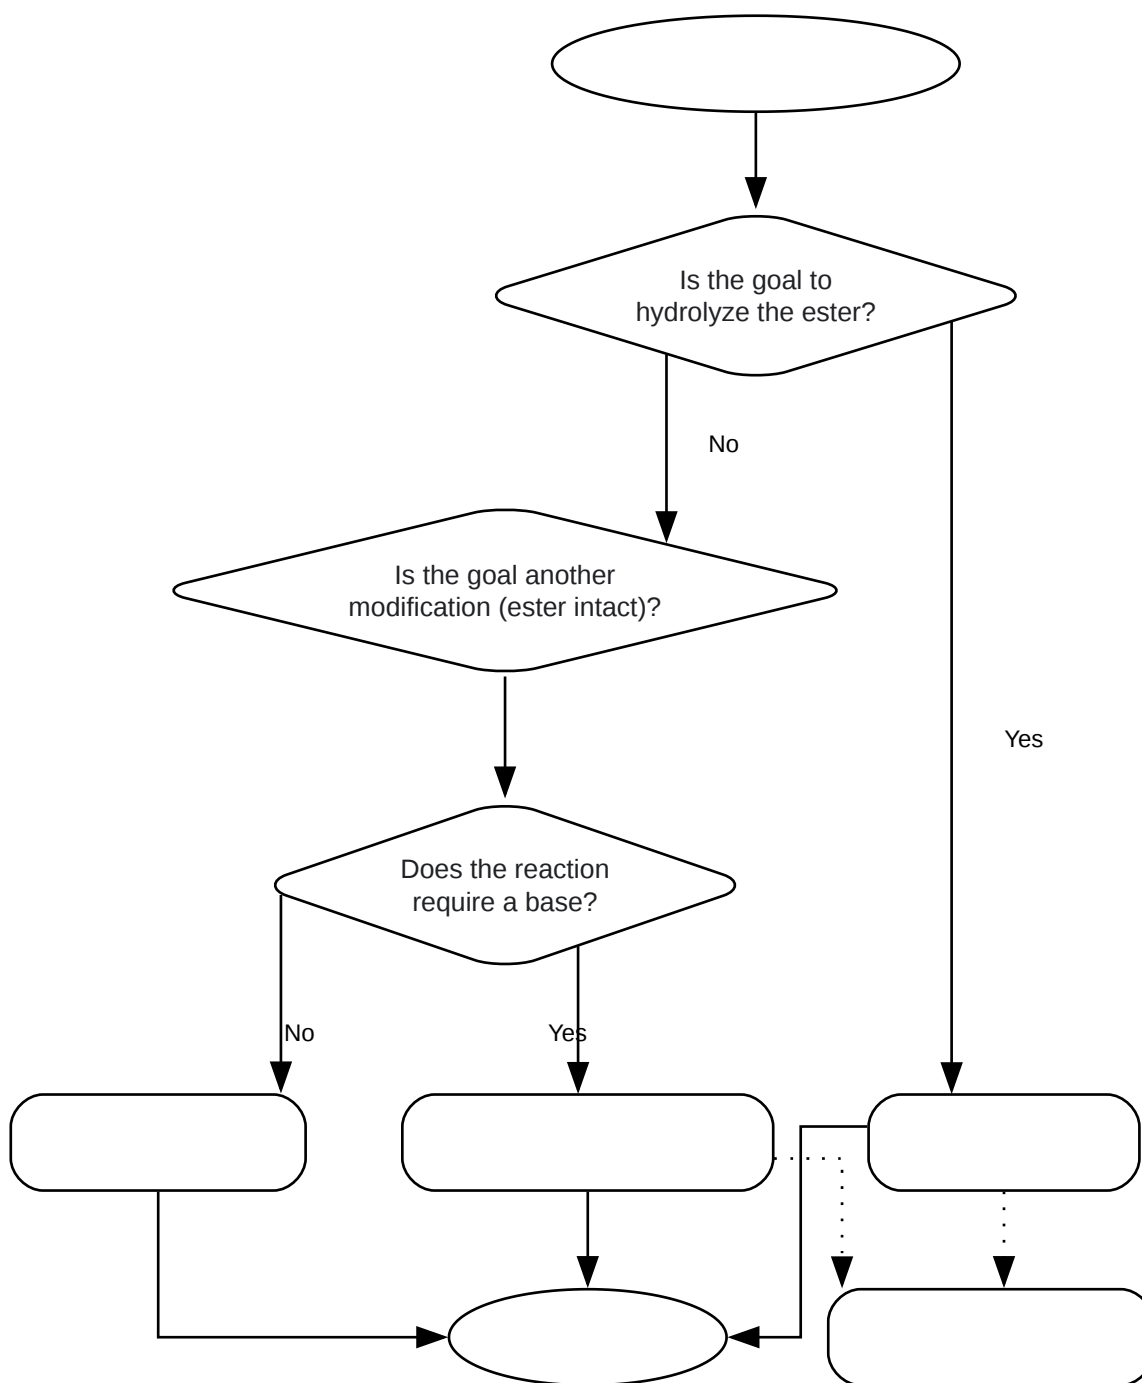 Is the goal to
hydrolyze the ester?
No
Is the goal another
modification (ester intact)?
Yes
Does the reaction
require a base?
No
Yes